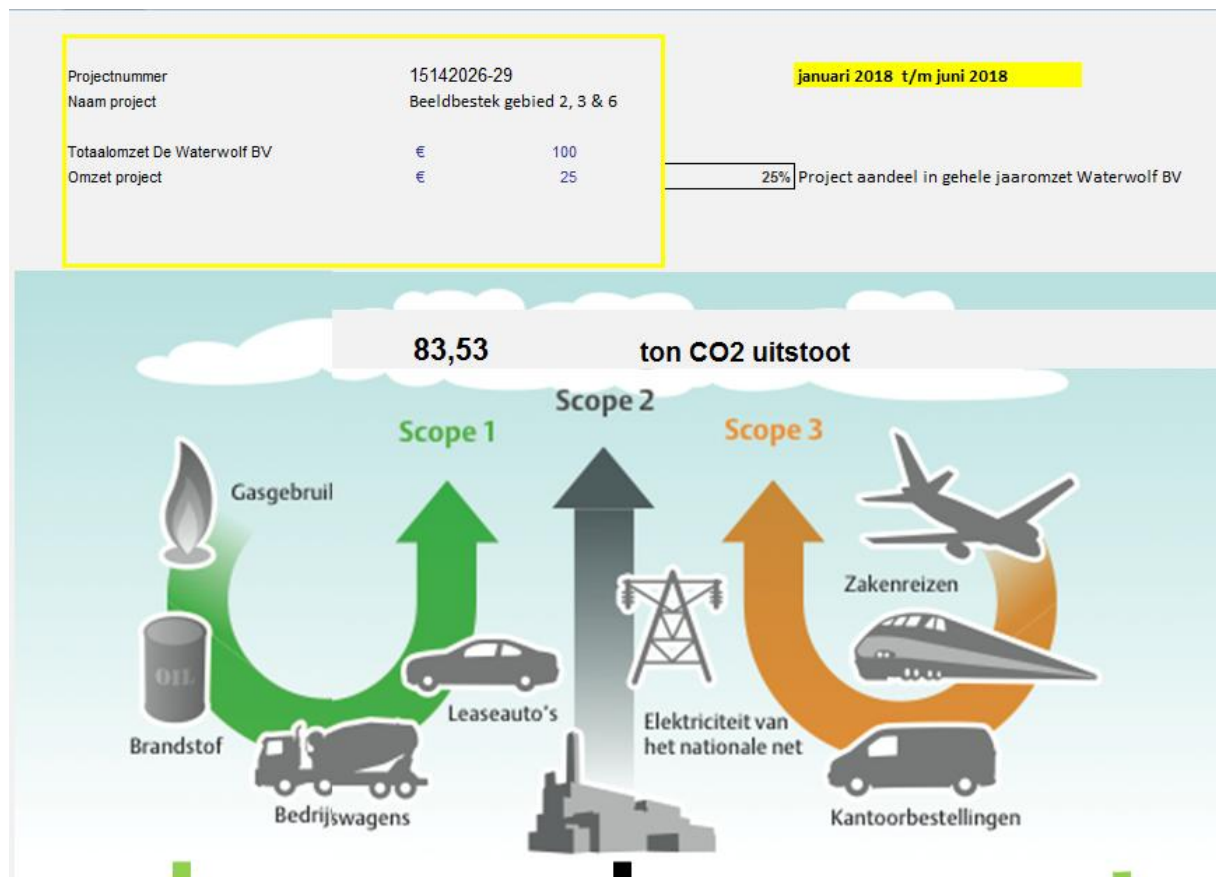 Projectnummer 15142026-29 januari 2018 t/m juni 2018
Naam project Beeldbestek gebied 2, 3 & 6
Totaalomzet De Waterwolf BV € 100
Omzet project € 25 25% Project aandeel in gehele jaaromzet Waterwolf BV
83,53 ton CO2 uitstoot
Scope 2
Scope 1 Scope 3
Gasgebruil
Zakenreizen
OIL
Leaseauto's
Elektriciteit van
het nationale net
Brandstof
Bedrijswagens
Kantoorbestellingen